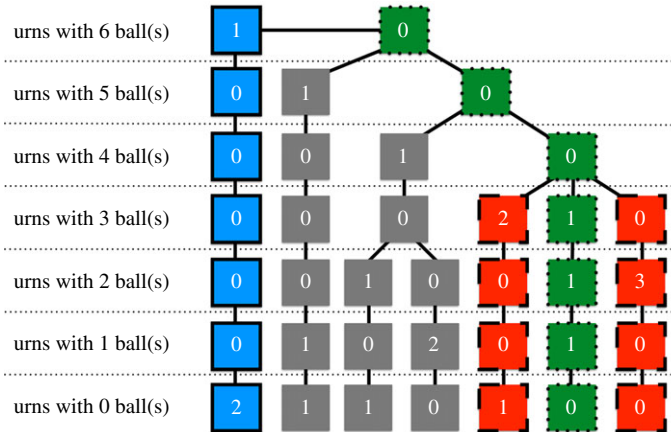 urns with 6 ball(s) 1 0
urns with 5 ball(s) 0 1 0
urns with 4 ball(s) 0 0 1 0
urns with 3 ball(s) 0 0 0 2 1 0
urns with 2 ball(s) 0 0 1 0 0 1 3
urns with 1 ball(s) 0 1 0 2 0 1 0
urns with 0 ball(s) 2 1 1 0 1 0 0